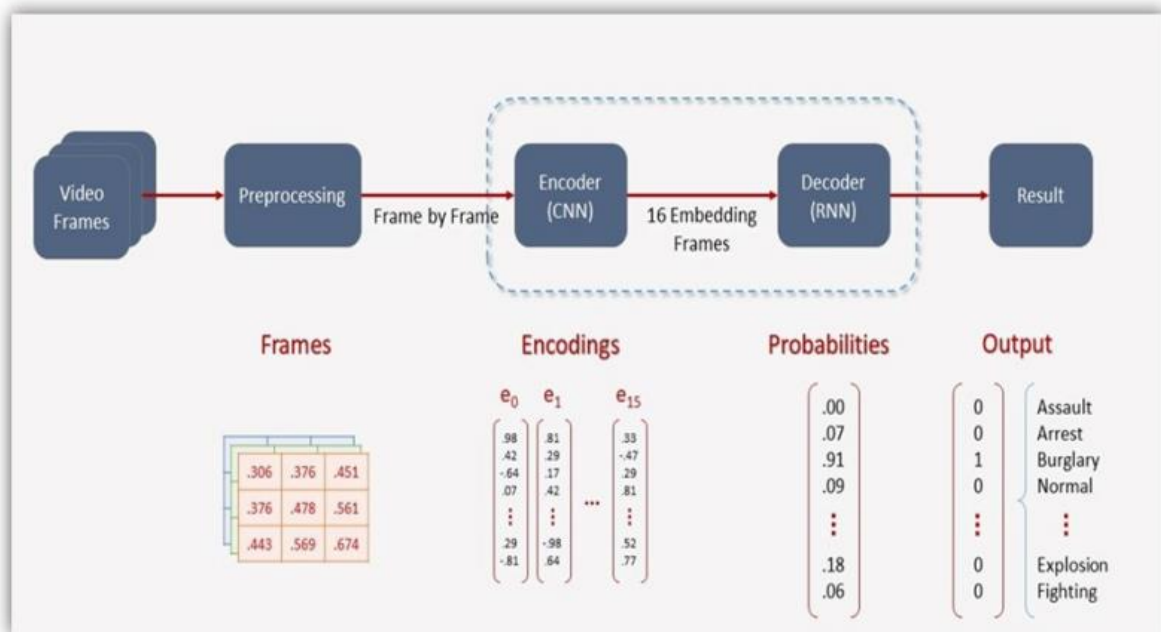 Video
Frames
Preprocessing
Frame by Frame
Encoder
(CNN)
16 Embedding
Frames
Decoder
(RNN)
Result
Frames
.306 .376 .451
.376 .478 .561
.443 .569 .674
Encodings
e0 e1 e15
.98 .81 .33
.42 .29 -.47
-.64 .17 .29
.07 .42 .81
...
.29 -.98 .52
-.81 .64 .77
Probabilities
.00
.07
.91
.09
.18
.06
Output
0 Assault
0 Arrest
1 Burglary
0 Normal
0 Explosion
0 Fighting